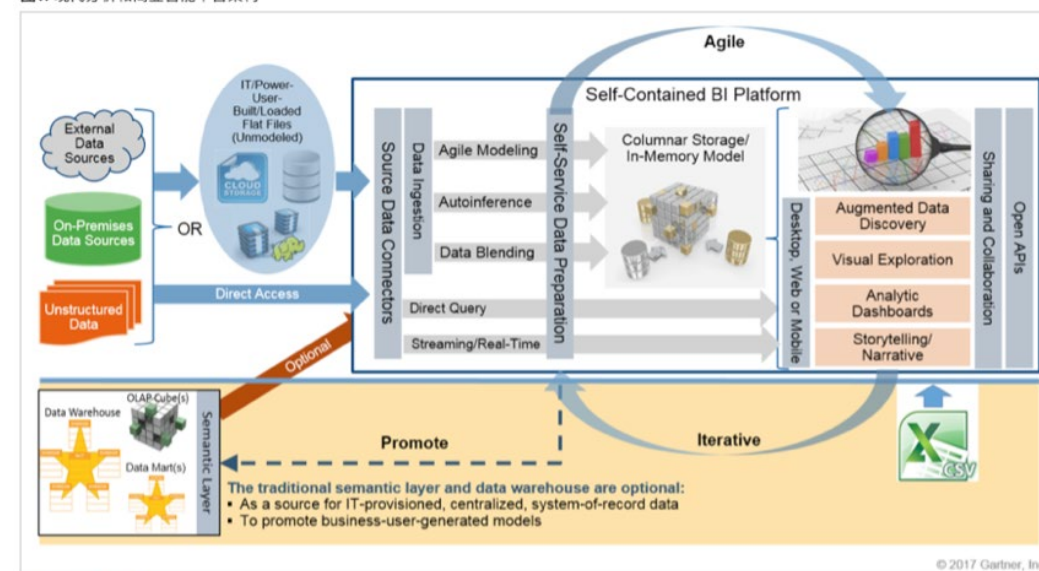 Agile
IT/Power-
User-
Built/Loaded
Flat Files
(Unmodeled)
CLOUD
STORAGE
External
Data
Sources
On-Premises
Data Sources
Unstructured
Data
OR
Direct Access
Optional
Self-Contained BI Platform
Source Data Connectors
Data Ingestion
Agile Modeling
Autoinference
Data Blending
Direct Query
Streaming/Real-Time
Self-Service Data Preparation
Columnar Storage/
In-Memory Model
Desktop, Web or Mobile
Augmented Data
Discovery
Visual Exploration
Analytic
Dashboards
Storytelling/
Narrative
Sharing and Collaboration
Open APIs
Data Warehouse
OLAP Cube(s)
Data Mart(s)
Semantic Layer
Promote
Iterative
X
CSV
The traditional semantic layer and data warehouse are optional:
▪ As a source for IT-provisioned, centralized, system-of-record data
▪ To promote business-user-generated models
© 2017 Gartner, In